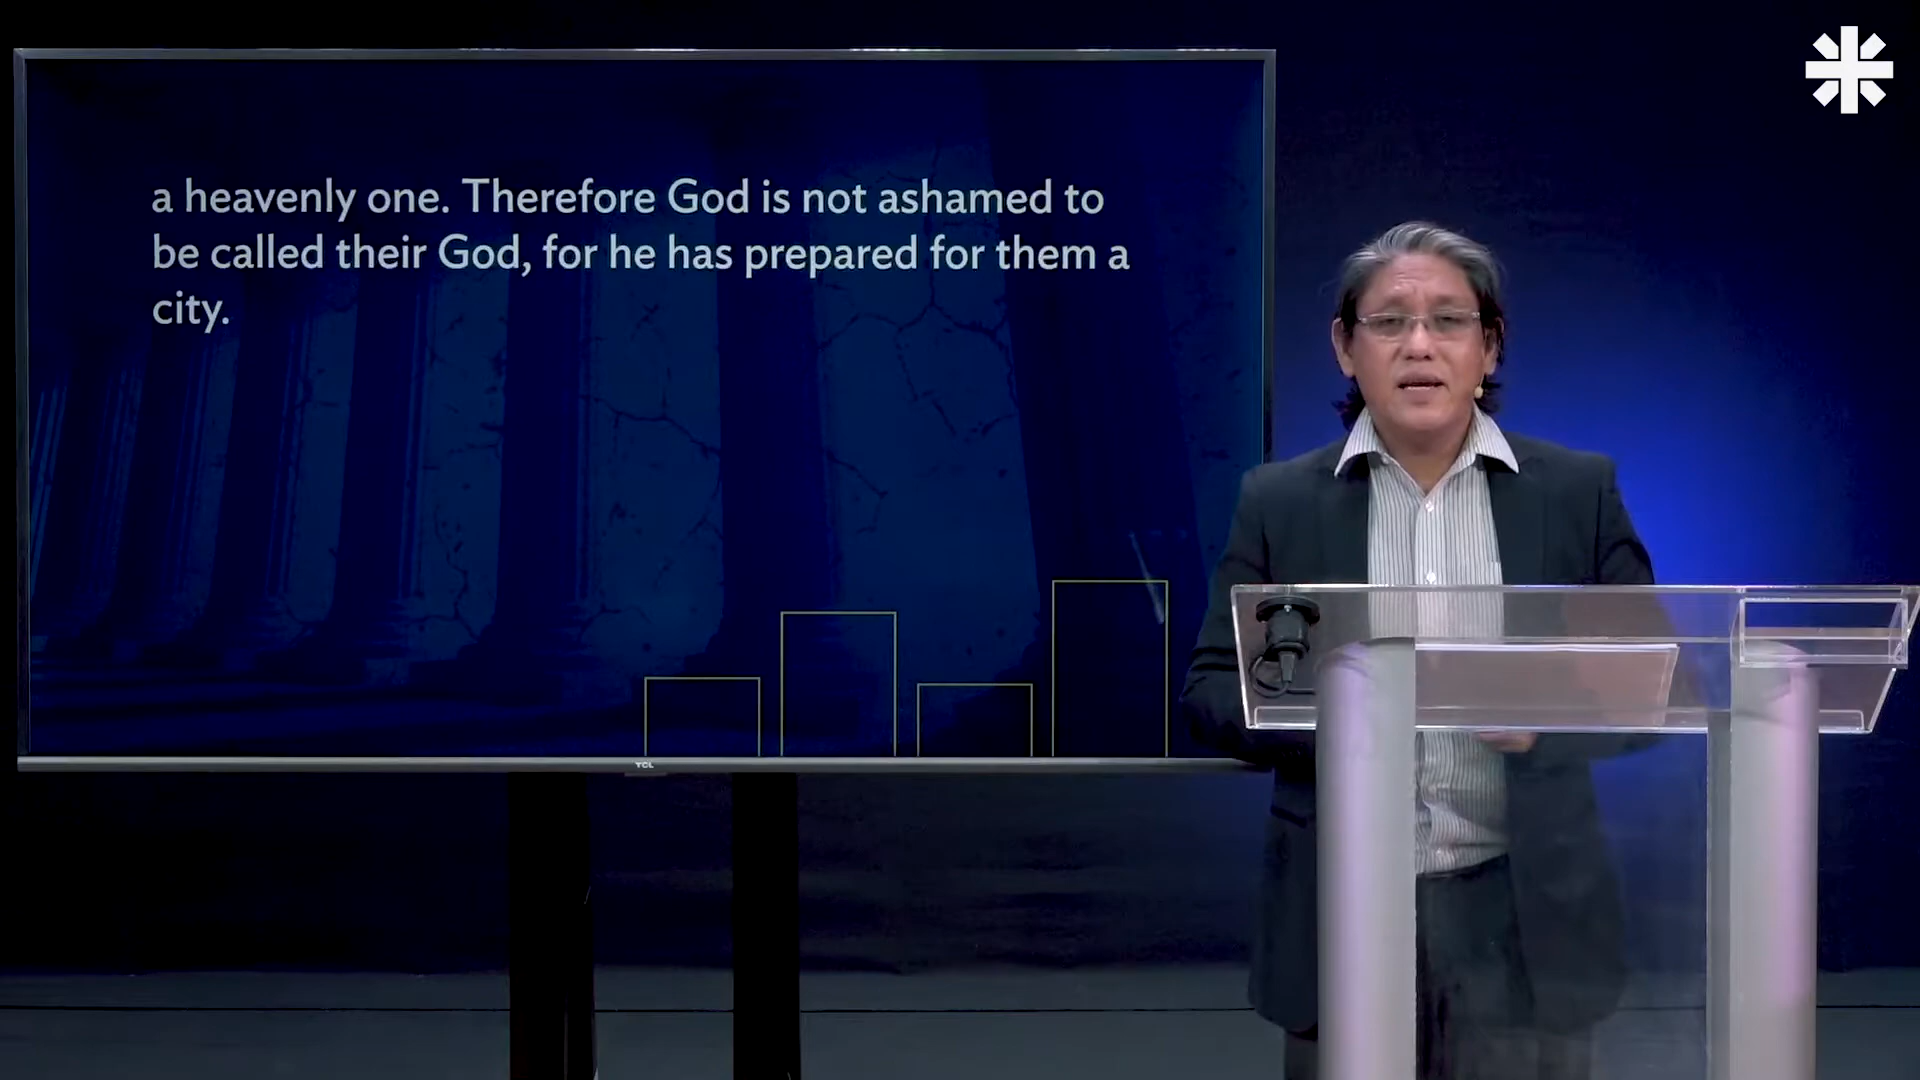 a heavenly one. Therefore God is not ashamed to
be called their God, for he has prepared for them a
city.
TCL